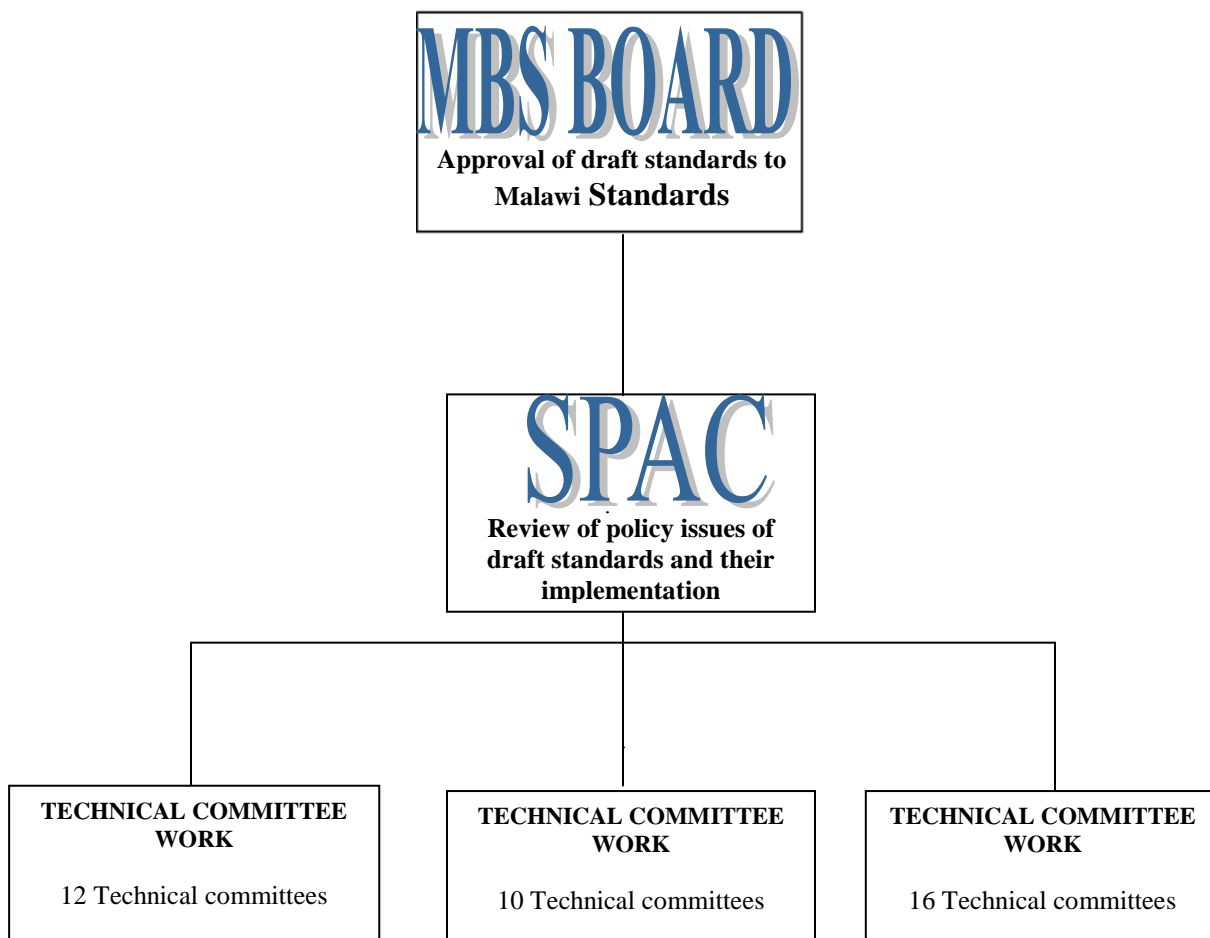 MBS BOARD
Approval of draft standards to
Malawi Standards
SPAC
Review of policy issues of
draft standards and their
implementation
TECHNICAL COMMITTEE
WORK
12 Technical committees
TECHNICAL COMMITTEE
WORK
10 Technical committees
TECHNICAL COMMITTEE
WORK
16 Technical committees